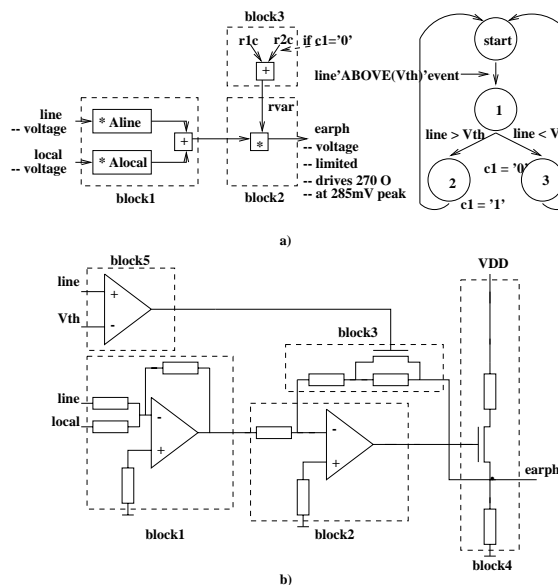 block3
r1c r2c if c1='0'
+
rvar
line
-- voltage
* Aline
local
-- voltage
* Alocal
+
*
block1
block2
earph
-- voltage
-- limited
-- drives 270 O
-- at 285mV peak
start
line'ABOVE(Vth)'event
1
line > Vth
line < V
c1 = '0'
2
3
c1 = '1'
a)
block5
line
+
Vth
-
VDD
block3
line
local
-
+
block1
-
+
block2
earph
block4
b)